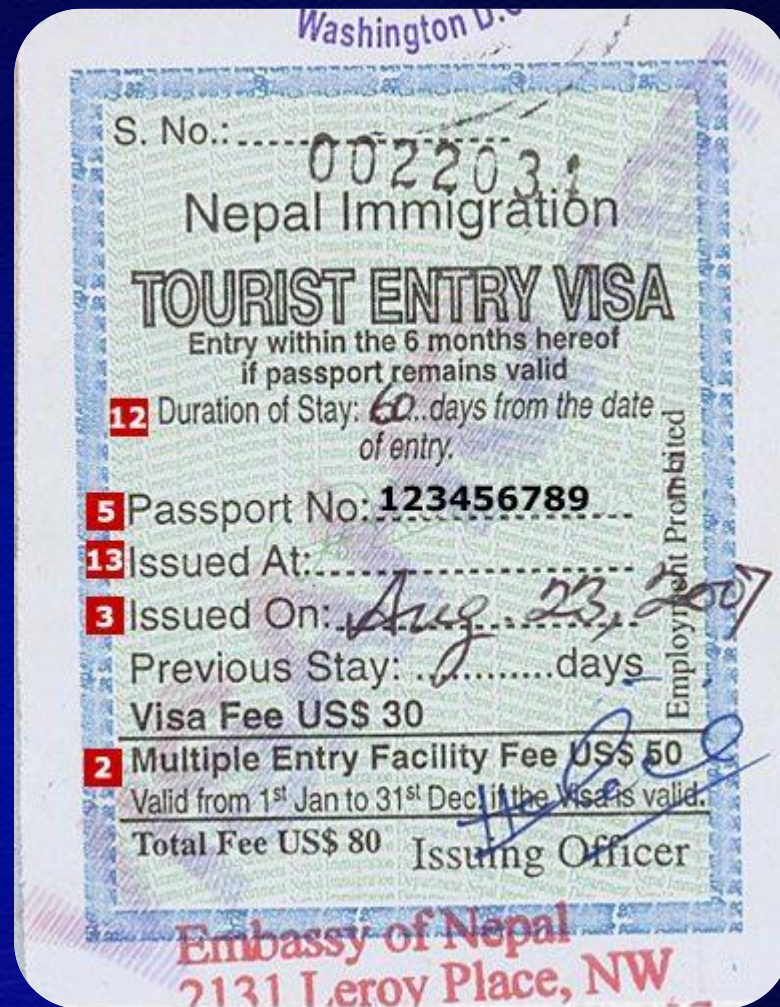 Washington D.C
S. No.: 0022031
Nepal Immigration
TOURIST ENTRY VISA
Entry within the 6 months hereof
if passport remains valid
12 Duration of Stay: 60 days from the date
of entry.
5 Passport No: 123456789
13 Issued At:
3 Issued On: Aug 23, 2007
Previous Stay: ...........days
Visa Fee US$ 30
2 Multiple Entry Facility Fee US$ 50
Valid from 1st Jan to 31st Dec. if the Visa is valid.
Total Fee US$ 80 Issuing Officer
Employment Prohibited
Embassy of Nepal
2131 Leroy Place, NW